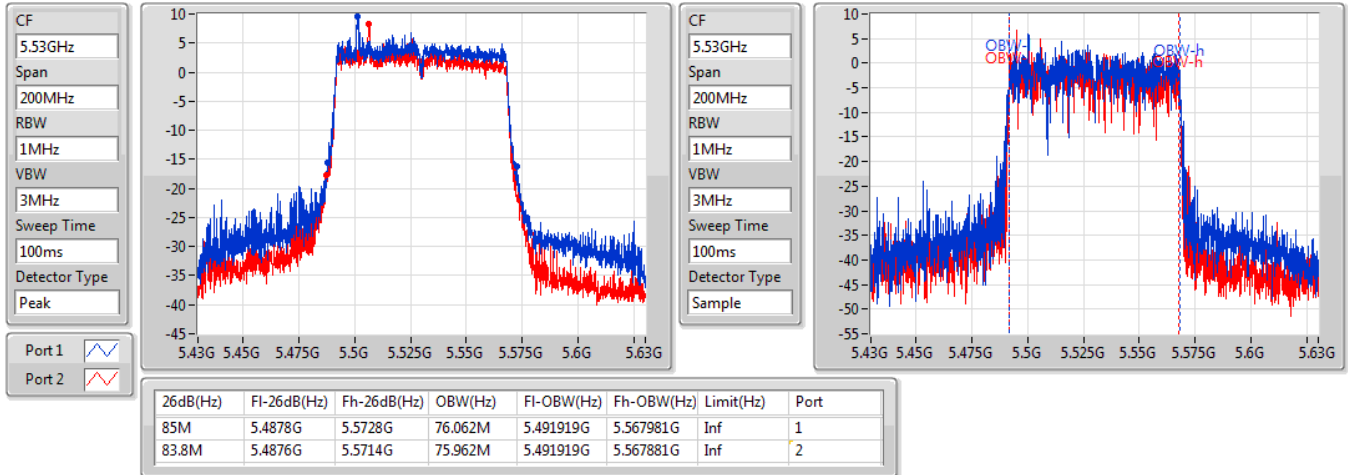 CF
5.53GHz
Span
200MHz
RBW
1MHz
VBW
3MHz
Sweep Time
100ms
Detector Type
Peak
10
5
0
-5
-10
-15
-20
-25
-30
-35
-40
-45
5.43G 5.45G 5.475G 5.5G 5.525G 5.55G 5.575G 5.6G 5.63G
CF
5.53GHz
Span
200MHz
RBW
1MHz
VBW
3MHz
Sweep Time
100ms
Detector Type
Sample
10
5
0
-5
-10
-15
-20
-25
-30
-35
-40
-45
-50
-55
OBW- OBW-h
OBW- OBW-h
5.43G 5.45G 5.475G 5.5G 5.525G 5.55G 5.575G 5.6G 5.63G
Port 1
Port 2
26dB(Hz) Fl-26dB(Hz) Fh-26dB(Hz) OBW(Hz) Fl-OBW(Hz) Fh-OBW(Hz) Limit(Hz) Port
85M 5.4878G 5.5728G 76.062M 5.491919G 5.567981G Inf 1
83.8M 5.4876G 5.5714G 75.962M 5.491919G 5.567881G Inf 2